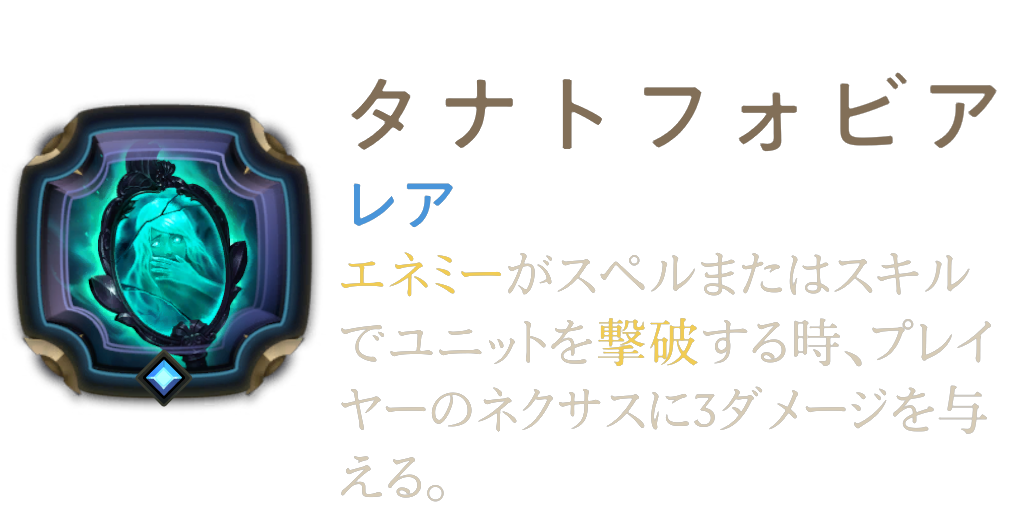 タナトフォビア
レア
エネミーがスペルまたはスキル
でユニットを撃破する時、プレイ
ヤーのネクサスに3ダメージを与
える。